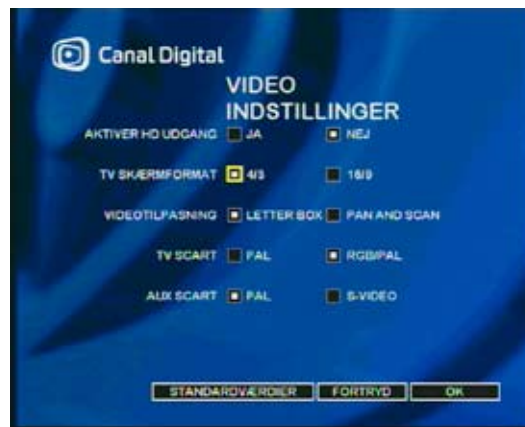 Canal Digital
VIDEO
INDSTILLINGER
AKTIVER HD UDGANG JA NEJ
TV SKÆRMFORMAT 4/3 16/9
VIDEOTILPASNING LETTER BOX PAN AND SCAN
TV SCART PAL RGB/PAL
AUX SCART PAL S-VIDEO
STANDARDVÆRDIER FORTRYD OK